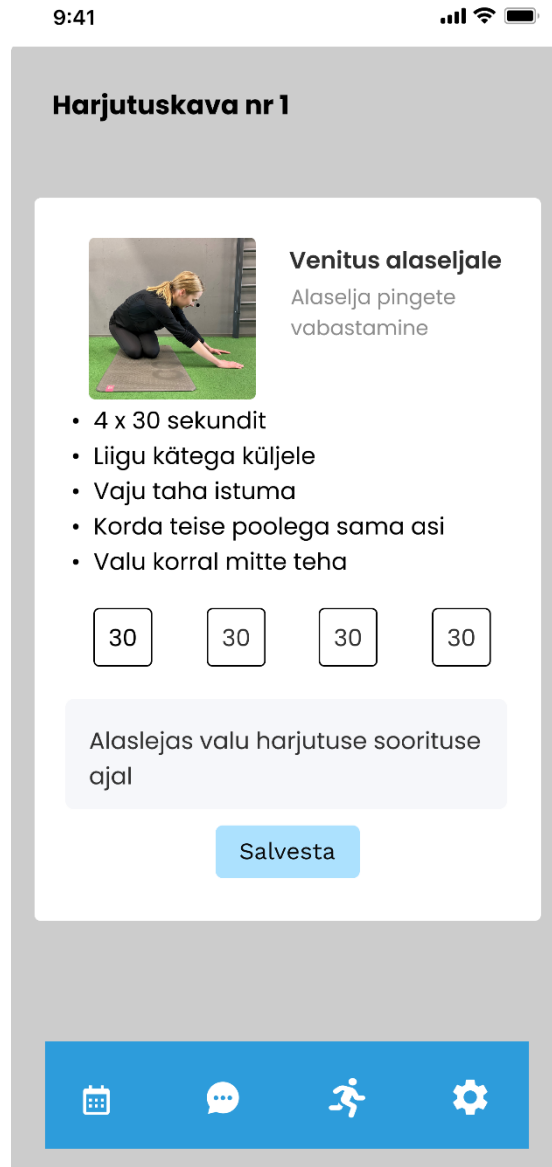 9:41
Harjutuskava nr 1
Venitus alaseljale
Alaselja pingete
vabastamine
• 4 x 30 sekundit
• Liigu kätega küljele
• Vaju taha istuma
• Korda teise poolega sama asi
• Valu korral mitte teha
30 30 30 30
Alaslejas valu harjutuse soorituse
ajal
Salvesta